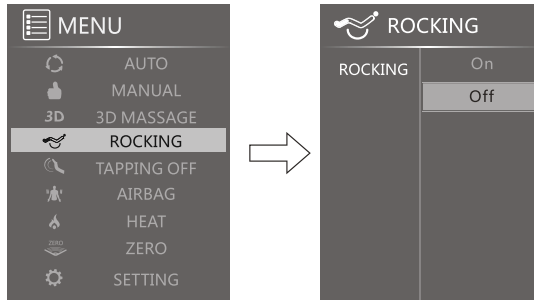 MENU
AUTO
MANUAL
3D 3D MASSAGE
ROCKING
TAPPING OFF
AIRBAG
HEAT
ZERO ZERO
SETTING
ROCKING
ROCKING On
Off